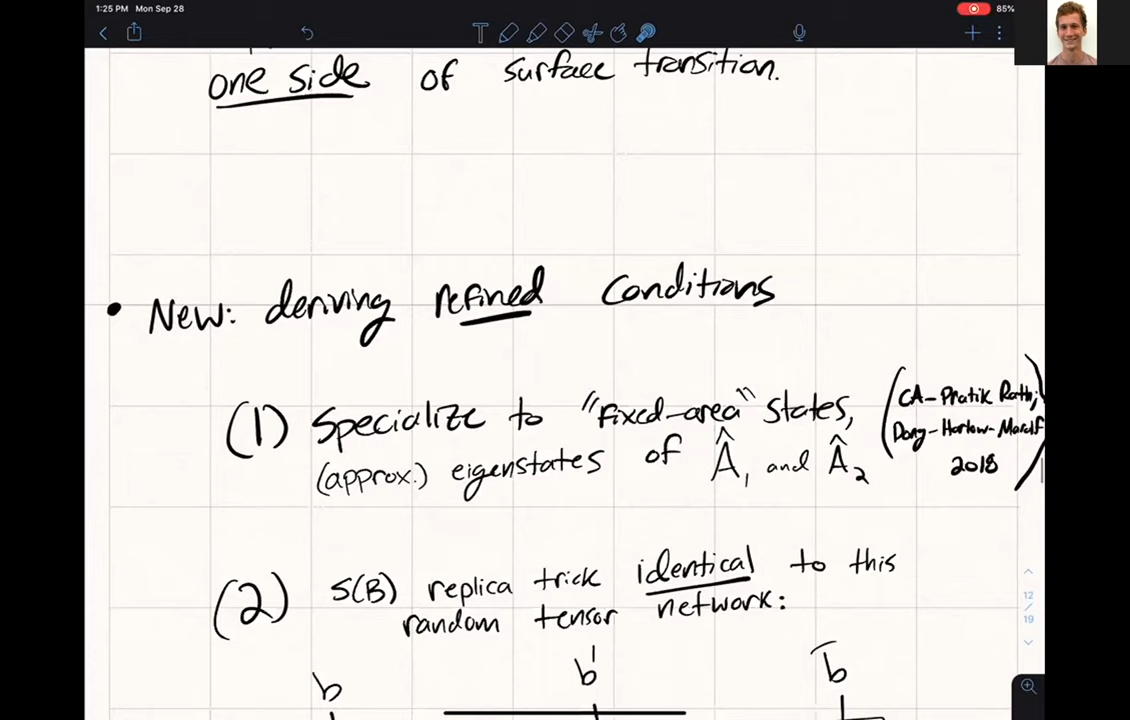 1:25 PM Mon Sep 28
85%
one side of surface transition.
• New: deriving refined conditions
(1) Specialize to "fixed-area" states,
(approx.) eigenstates of Â₁ and Â₂
(CA-Pratik Rath;
Dong-Harlow-Marolf
2018)
(2) S(B) replica trick identical to this
random tensor network:
b b' b̄
12
/
19